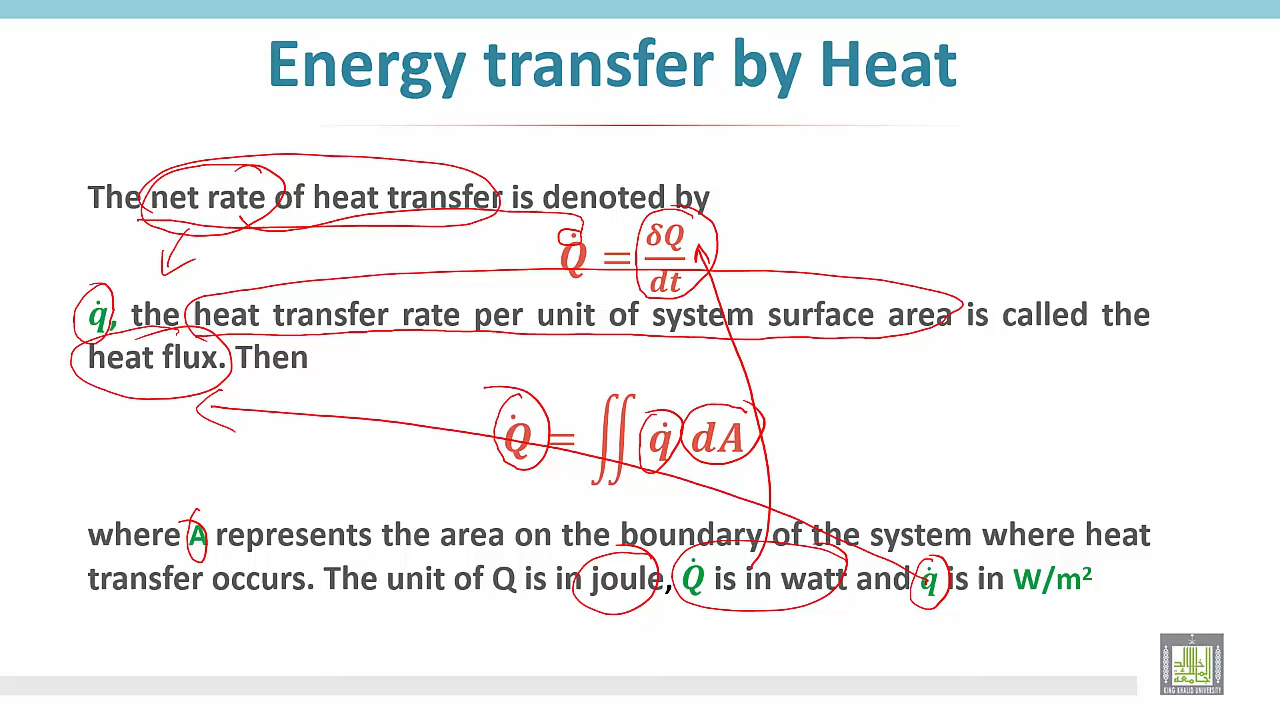 Energy transfer by Heat
The net rate of heat transfer is denoted by
Q̇ = δQ/dt
q̇, the heat transfer rate per unit of system surface area is called the
heat flux. Then
Q̇ = ∬ q̇ dA
where A represents the area on the boundary of the system where heat
transfer occurs. The unit of Q is in joule, Q̇ is in watt and q̇ is in W/m²
KING KHALID UNIVERSITY